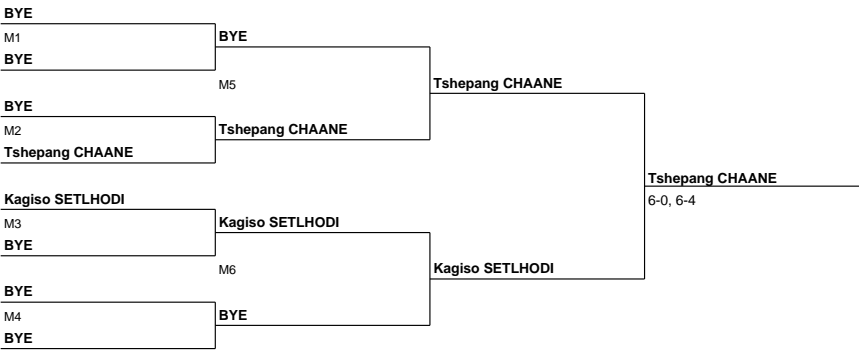 BYE
M1
BYE
BYE
M5
Tshepang CHAANE
BYE
M2
Tshepang CHAANE
Tshepang CHAANE
Tshepang CHAANE
6-0, 6-4
Kagiso SETLHODI
M3
Kagiso SETLHODI
BYE
M6
Kagiso SETLHODI
BYE
M4
BYE
BYE